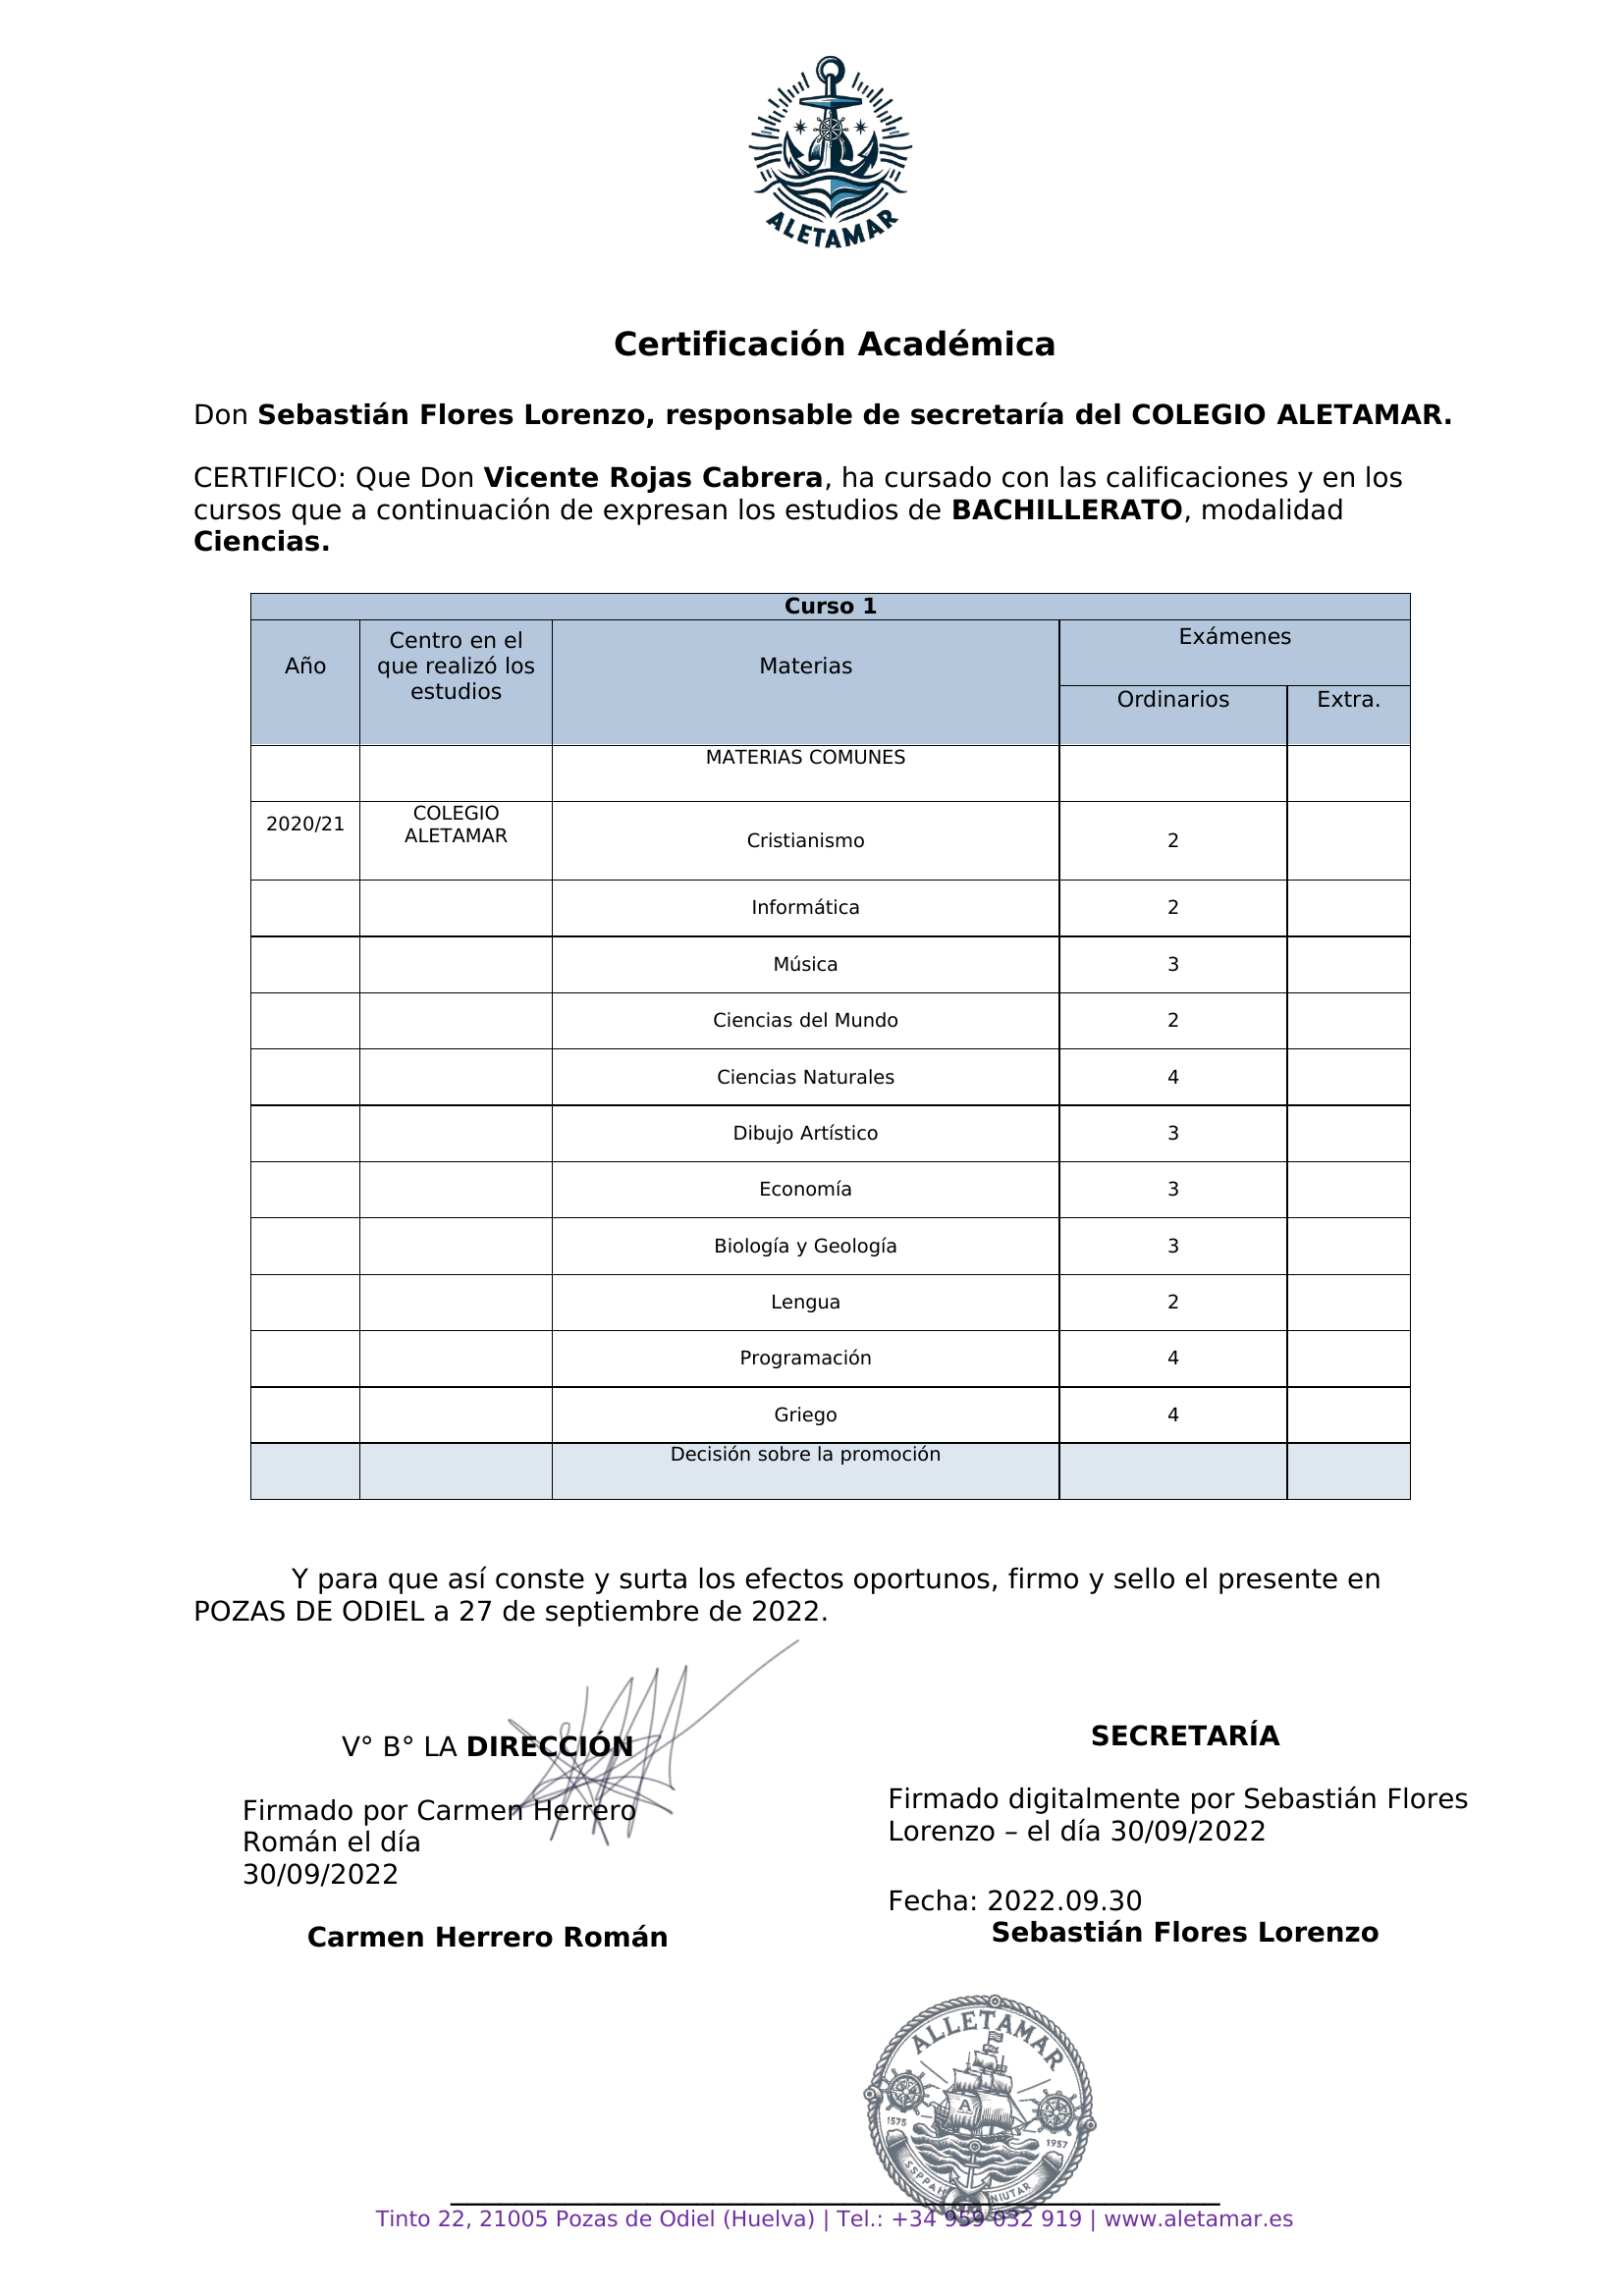 ALETAMAR
Certificación Académica
Don Sebastián Flores Lorenzo, responsable de secretaría del COLEGIO ALETAMAR.
CERTIFICO: Que Don Vicente Rojas Cabrera, ha cursado con las calificaciones y en los
cursos que a continuación de expresan los estudios de BACHILLERATO, modalidad
Ciencias.
Curso 1
Año
Centro en el
que realizó los
estudios
Materias
Exámenes
Ordinarios Extra.
MATERIAS COMUNES
2020/21
COLEGIO
ALETAMAR
Cristianismo 2
Informática 2
Música 3
Ciencias del Mundo 2
Ciencias Naturales 4
Dibujo Artístico 3
Economía 3
Biología y Geología 3
Lengua 2
Programación 4
Griego 4
Decisión sobre la promoción
Y para que así conste y surta los efectos oportunos, firmo y sello el presente en
POZAS DE ODIEL a 27 de septiembre de 2022.
V° B° LA DIRECCIÓN
Firmado por Carmen Herrero
Román el día
30/09/2022
Carmen Herrero Román
SECRETARÍA
Firmado digitalmente por Sebastián Flores
Lorenzo – el día 30/09/2022
Fecha: 2022.09.30
Sebastián Flores Lorenzo
ALLETAMAR
A
1575
1957
SSPPAH
NIUTAR
Tinto 22, 21005 Pozas de Odiel (Huelva) | Tel.: +34 959 032 919 | www.aletamar.es